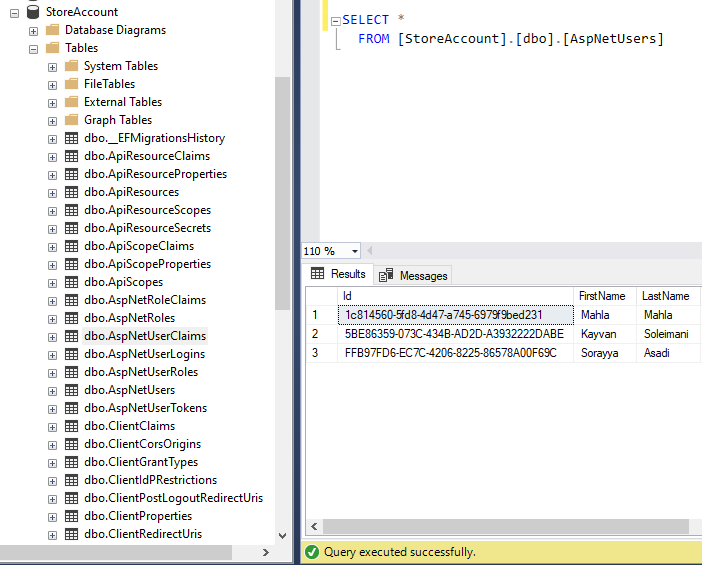 StoreAccount
Database Diagrams
Tables
System Tables
FileTables
External Tables
Graph Tables
dbo.__EFMigrationsHistory
dbo.ApiResourceClaims
dbo.ApiResourceProperties
dbo.ApiResources
dbo.ApiResourceScopes
dbo.ApiResourceSecrets
dbo.ApiScopeClaims
dbo.ApiScopeProperties
dbo.ApiScopes
dbo.AspNetRoleClaims
dbo.AspNetRoles
dbo.AspNetUserClaims
dbo.AspNetUserLogins
dbo.AspNetUserRoles
dbo.AspNetUsers
dbo.AspNetUserTokens
dbo.ClientClaims
dbo.ClientCorsOrigins
dbo.ClientGrantTypes
dbo.ClientIdPRestrictions
dbo.ClientPostLogoutRedirectUris
dbo.ClientProperties
dbo.ClientRedirectUris
SELECT *
FROM [StoreAccount].[dbo].[AspNetUsers]
110 %
Results Messages
Id FirstName LastName
1 1c814560-5fd8-4d47-a745-6979f9bed231 Mahla Mahla
2 5BE86359-073C-434B-AD2D-A3932222DABE Kayvan Soleimani
3 FFB97FD6-EC7C-4206-8225-86578A00F69C Sorayya Asadi
Query executed successfully.